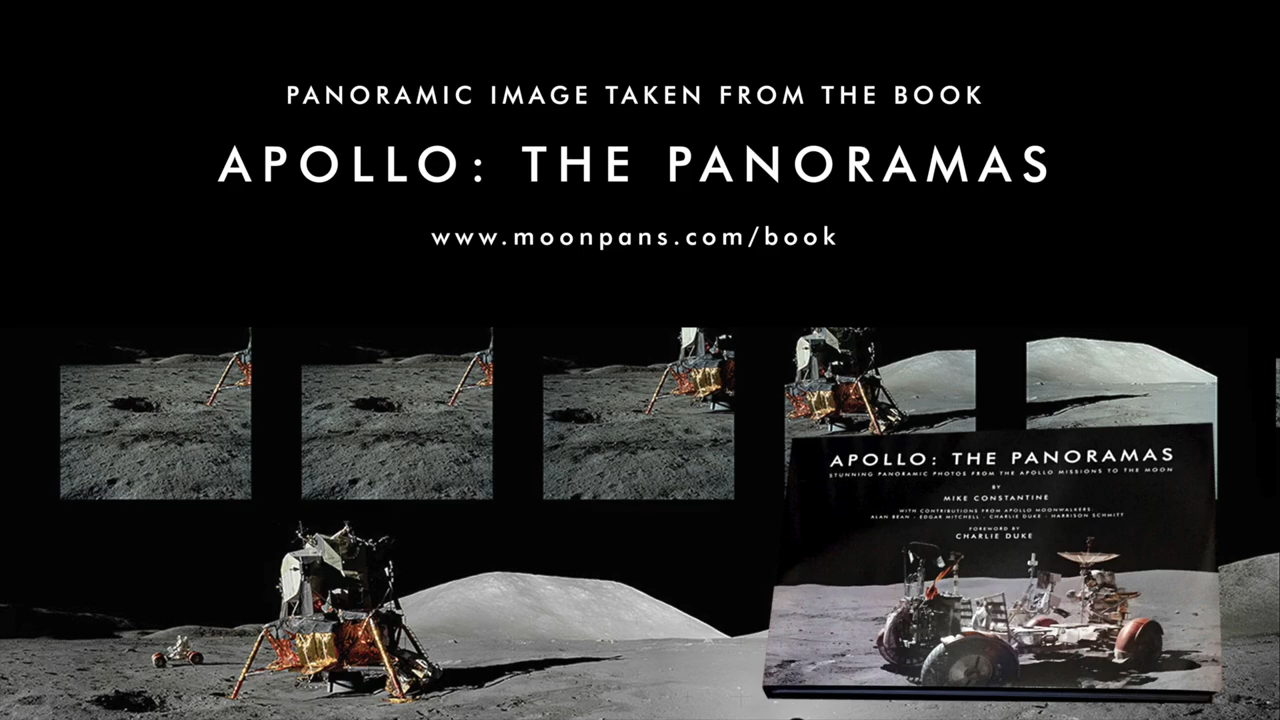 PANORAMIC IMAGE TAKEN FROM THE BOOK
APOLLO: THE PANORAMAS
www.moonpans.com/book
APOLLO: THE PANORAMAS
STUNNING PANORAMIC PHOTOS FROM THE APOLLO MISSIONS TO THE MOON
BY
MIKE CONSTANTINE
WITH CONTRIBUTIONS FROM APOLLO MOONWALKERS:
ALAN BEAN - EDGAR MITCHELL - CHARLIE DUKE - HARRISON SCHMITT
FOREWORD BY
CHARLIE DUKE